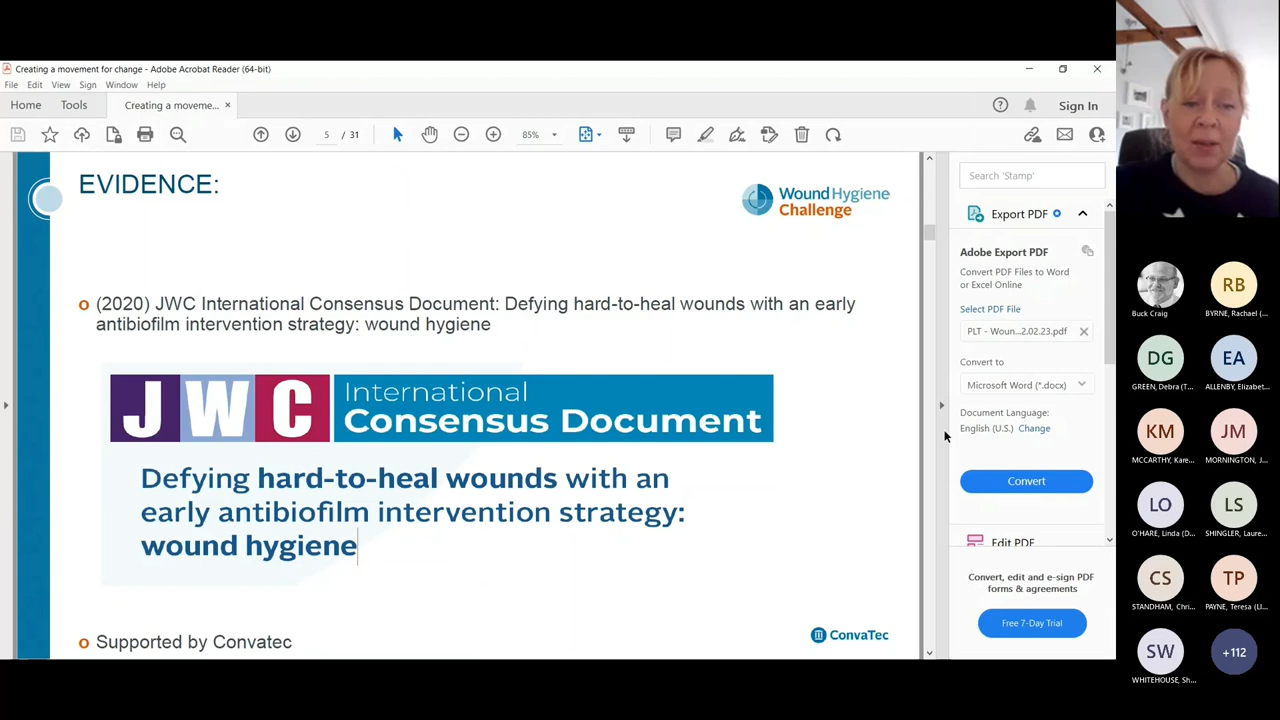 Creating a movement for change - Adobe Acrobat Reader (64-bit)
File Edit View Sign Window Help
Home Tools Creating a moveme... ×
Sign In
5 / 31
85%
EVIDENCE:
Wound Hygiene
Challenge
o (2020) JWC International Consensus Document: Defying hard-to-heal wounds with an early
antibiofilm intervention strategy: wound hygiene
JWC International
Consensus Document
Defying hard-to-heal wounds with an
early antibiofilm intervention strategy:
wound hygiene
o Supported by Convatec
ConvaTec
Search 'Stamp'
Export PDF
Adobe Export PDF
Convert PDF Files to Word
or Excel Online
Select PDF File
PLT - Woun...2.02.23.pdf
Convert to
Microsoft Word (*.docx)
Document Language:
English (U.S.) Change
Convert
Edit PDF
Convert, edit and e-sign PDF
forms & agreements
Free 7-Day Trial
Buck Craig
RB
BYRNE, Rachael (...
DG
GREEN, Debra (T...
EA
ALLENBY, Elizabet...
KM
MCCARTHY, Kare...
JM
MORNINGTON, J...
LO
O'HARE, Linda (D...
LS
SHINGLER, Laure...
CS
STANDHAM, Chri...
TP
PAYNE, Teresa (LI...
SW
WHITEHOUSE, Sh...
+112